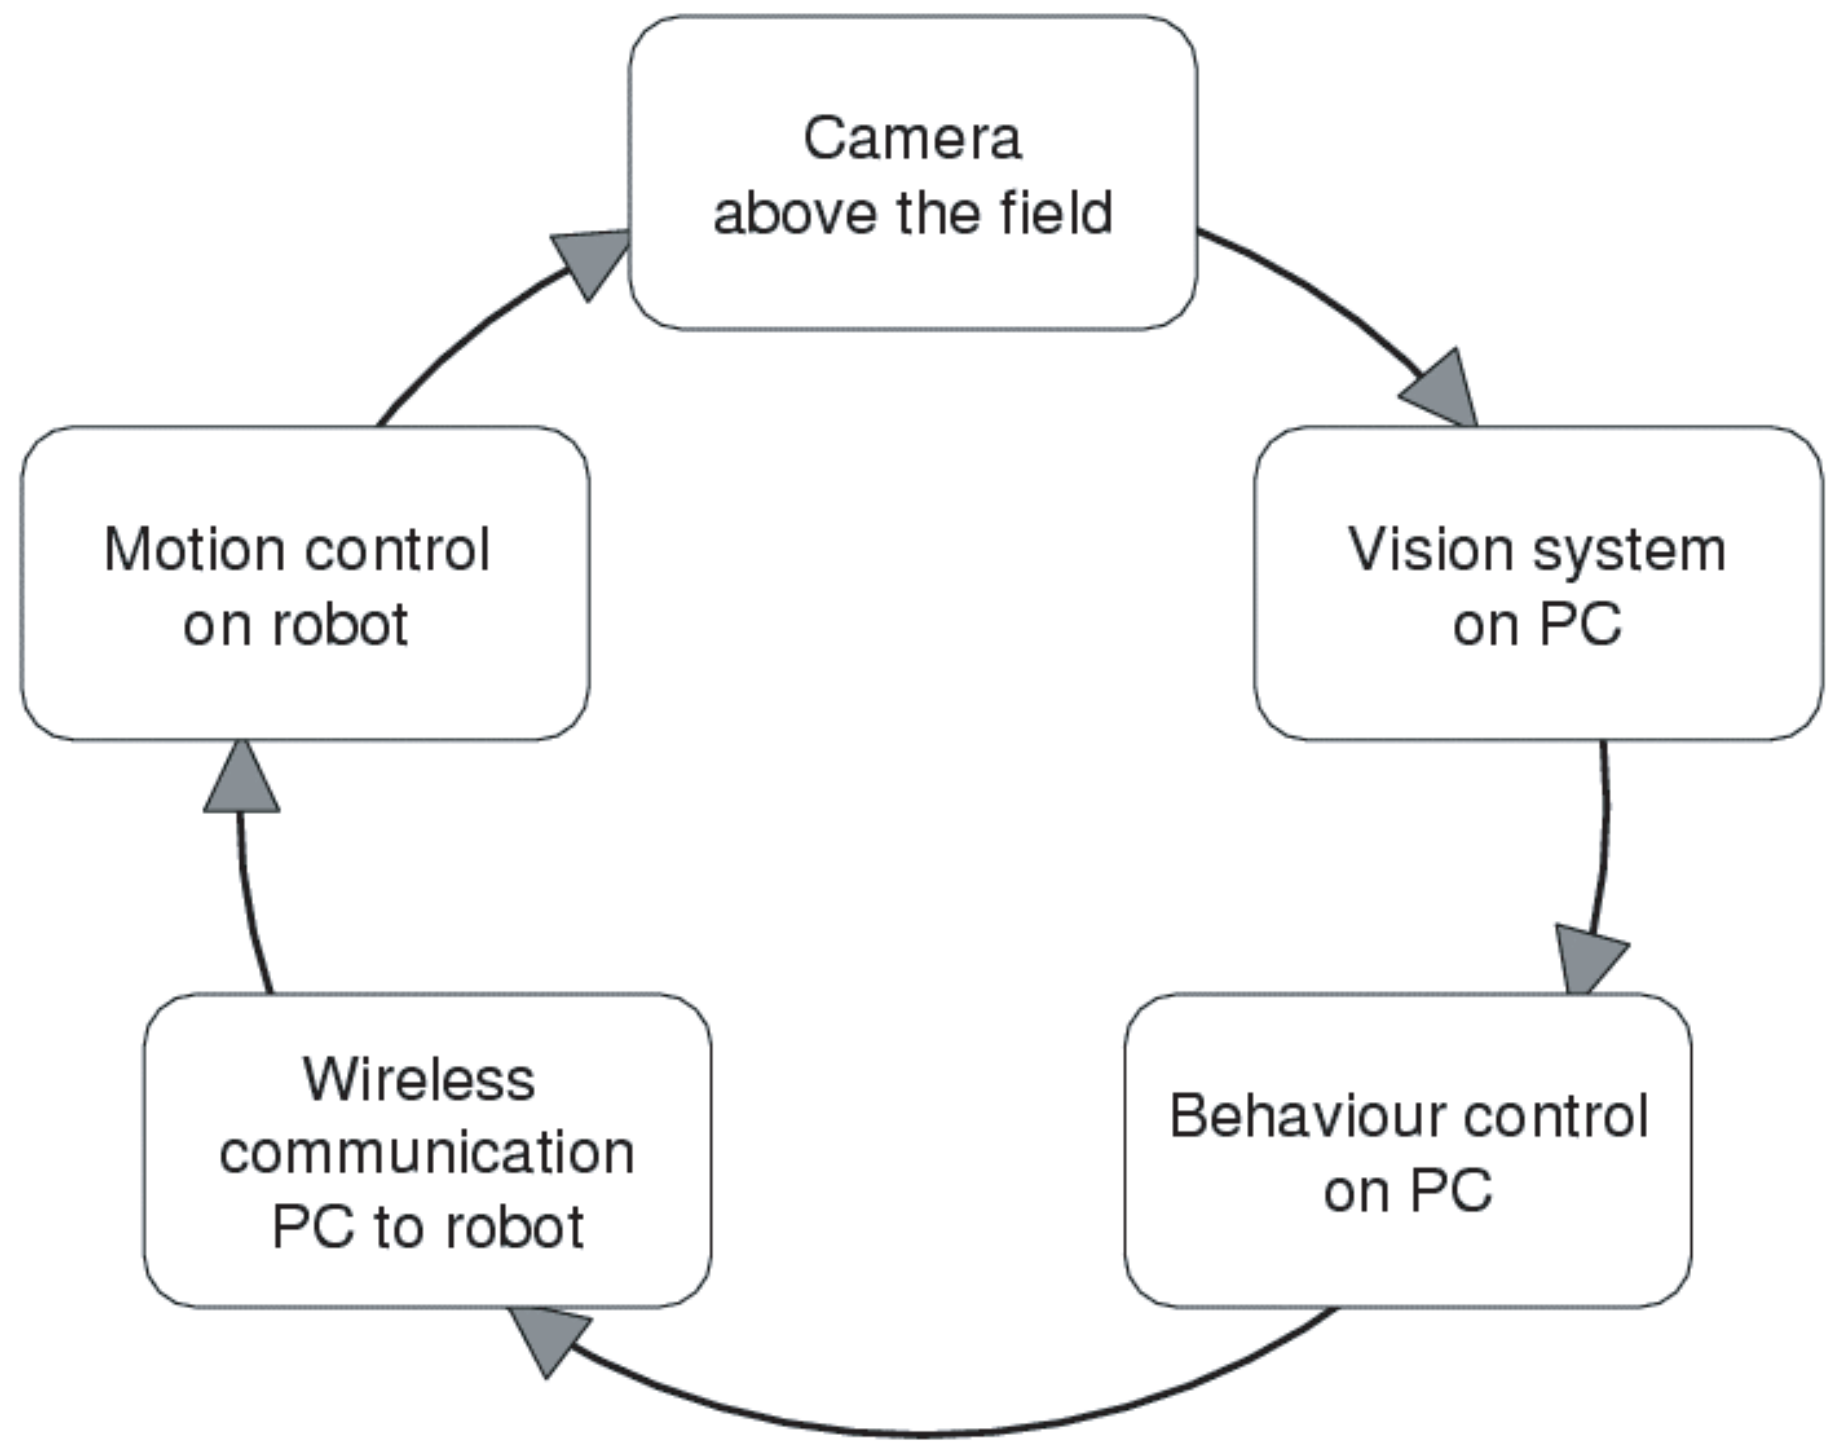 Camera
above the field
Vision system
on PC
Behaviour control
on PC
Wireless
communication
PC to robot
Motion control
on robot